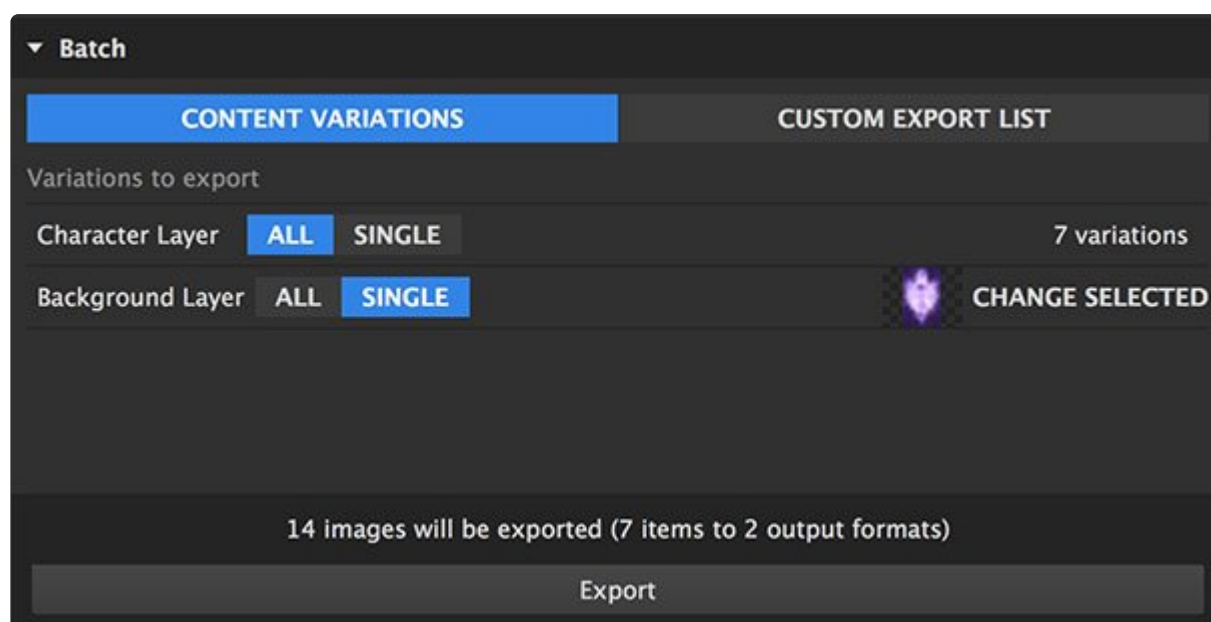 Batch
CONTENT VARIATIONS CUSTOM EXPORT LIST
Variations to export
Character Layer ALL SINGLE 7 variations
Background Layer ALL SINGLE CHANGE SELECTED
14 images will be exported (7 items to 2 output formats)
Export